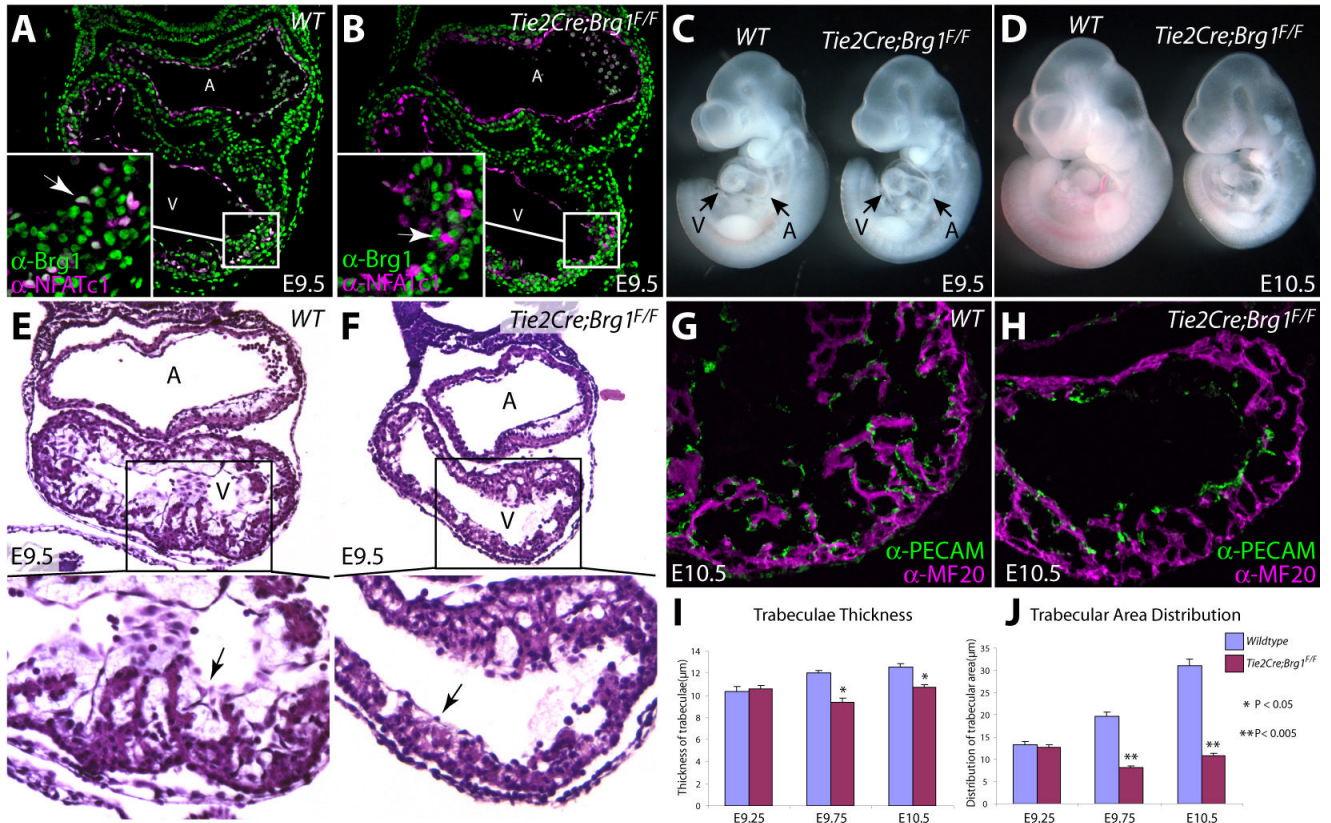 A
WT
A
V
α-Brg1
α-NFATc1
E9.5
B
Tie2Cre;Brg1F/F
A
V
α-Brg1
α-NFATc1
E9.5
C
WT
Tie2Cre;Brg1F/F
V
A
V
A
E9.5
D
WT
Tie2Cre;Brg1F/F
E10.5
E
WT
A
V
E9.5
F
Tie2Cre;Brg1F/F
A
V
E9.5
G
WT
α-PECAM
α-MF20
E10.5
H
Tie2Cre;Brg1F/F
α-PECAM
α-MF20
E10.5
I
Trabeculae Thickness
Thickness of trabeculae(μm)
14
12
10
8
6
4
2
0
*
*
E9.25
E9.75
E10.5
J
Trabecular Area Distribution
Distribution of trabecular area(μm)
35
30
25
20
15
10
5
0
**
**
E9.25
E9.75
E10.5
Wildtype
Tie2Cre;Brg1F/F
* P < 0.05
**P< 0.005